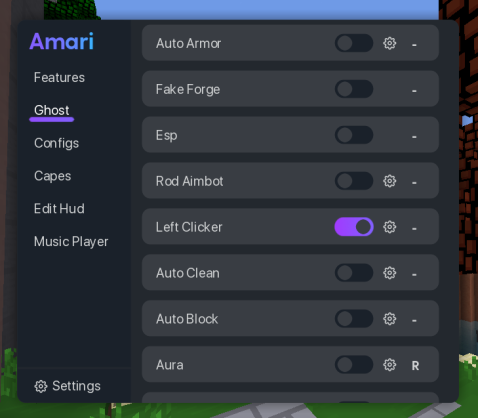 Amari
Features
Ghost
Configs
Capes
Edit Hud
Music Player
Settings
Auto Armor -
Fake Forge -
Esp -
Rod Aimbot -
Left Clicker -
Auto Clean -
Auto Block -
Aura R